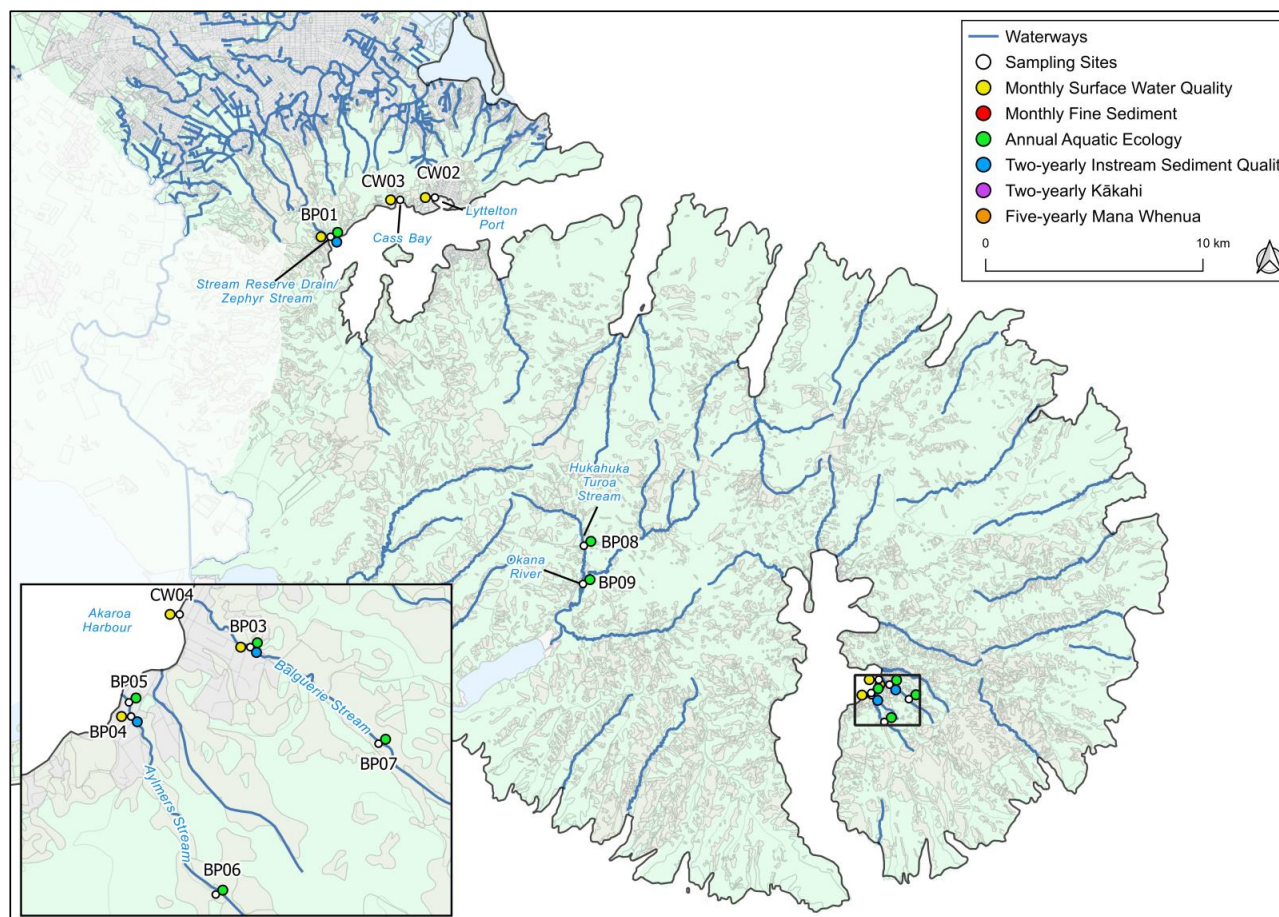 Waterways
Sampling Sites
Monthly Surface Water Quality
Monthly Fine Sediment
Annual Aquatic Ecology
Two-yearly Instream Sediment Quality
Two-yearly Kākahi
Five-yearly Mana Whenua
0
10 km
CW03
CW02
BP01
Lyttelton
Port
Cass Bay
Stream Reserve Drain/
Zephyr Stream
Hukahuka
Turoa
Stream
BP08
Okana
River
BP09
CW04
Akaroa
Harbour
BP03
Balguerie Stream
BP05
BP04
BP07
Aylmers Stream
BP06